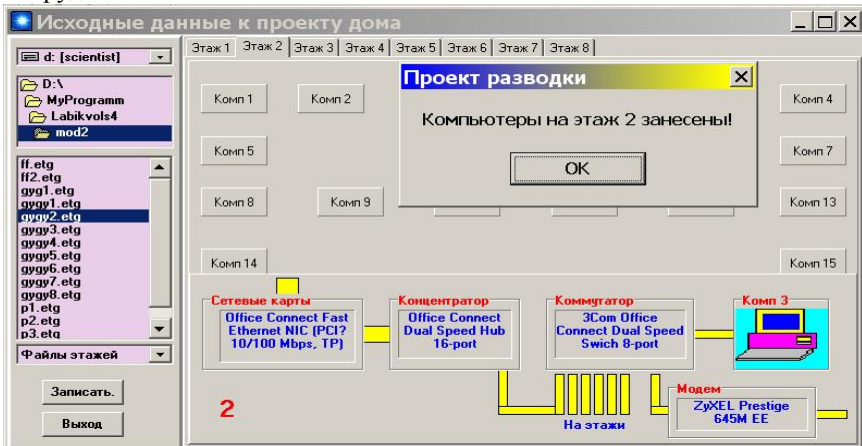 Исходные данные к проекту дома
d: [scientist]
D:\
MyProgramm
Labikvols4
mod2
ff.etg
ff2.etg
gyg1.etg
gygy1.etg
gygy2.etg
gygy3.etg
gygy4.etg
gygy5.etg
gygy6.etg
gygy7.etg
gygy8.etg
p1.etg
p2.etg
p3.etg
Файлы этажей
Записать.
Выход
Этаж 1 Этаж 2 Этаж 3 Этаж 4 Этаж 5 Этаж 6 Этаж 7 Этаж 8
Проект разводки
Компьютеры на этаж 2 занесены!
OK
Комп 1 Комп 2 Комп 4
Комп 5 Комп 7
Комп 8 Комп 9 Комп 13
Комп 14 Комп 15
Сетевые карты
Office Connect Fast
Ethernet NIC (PCI?
10/100 Mbps, TP)
Концентратор
Office Connect
Dual Speed Hub
16-port
Коммутатор
3Com Office
Connect Dual Speed
Swich 8-port
Комп 3
2
На этажи
Модем
ZyXEL Prestige
645M EE